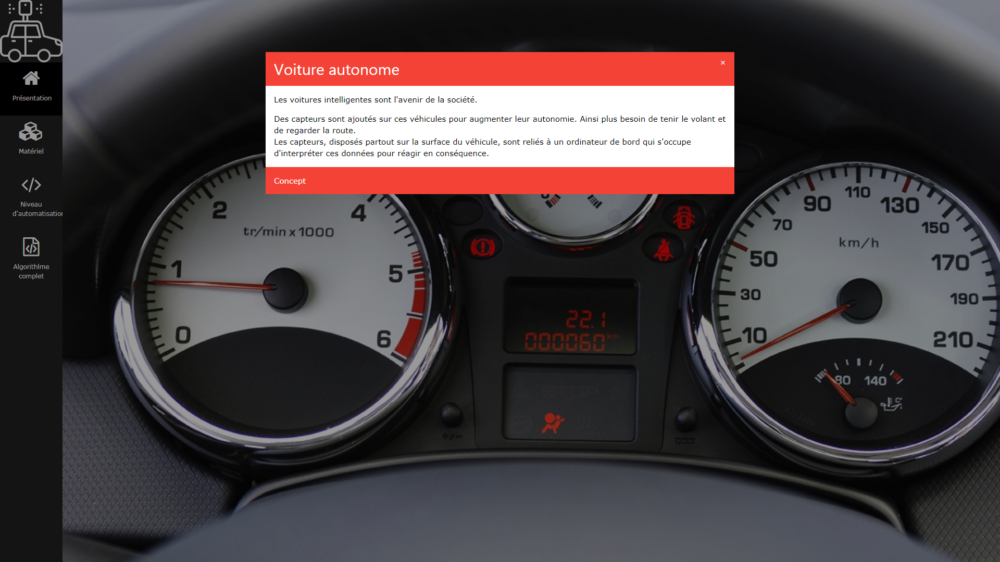 Présentation
Matériel
Niveau
d'automatisation
AlgorithIme
complet
Voiture autonome
×
Les voitures intelligentes sont l'avenir de la société.
Des capteurs sont ajoutés sur ces véhicules pour augmenter leur autonomie. Ainsi plus besoin de tenir le volant et
de regarder la route.
Les capteurs, disposés partout sur la surface du véhicule, sont reliés à un ordinateur de bord qui s'occupe
d'interpréter ces données pour réagir en conséquence.
Concept
0
1
2
4
5
6
tr/min x 1000
22.1
000060 km
STOP
10
30
50
70
90
110
130
150
170
190
210
km/h
80
140
C°